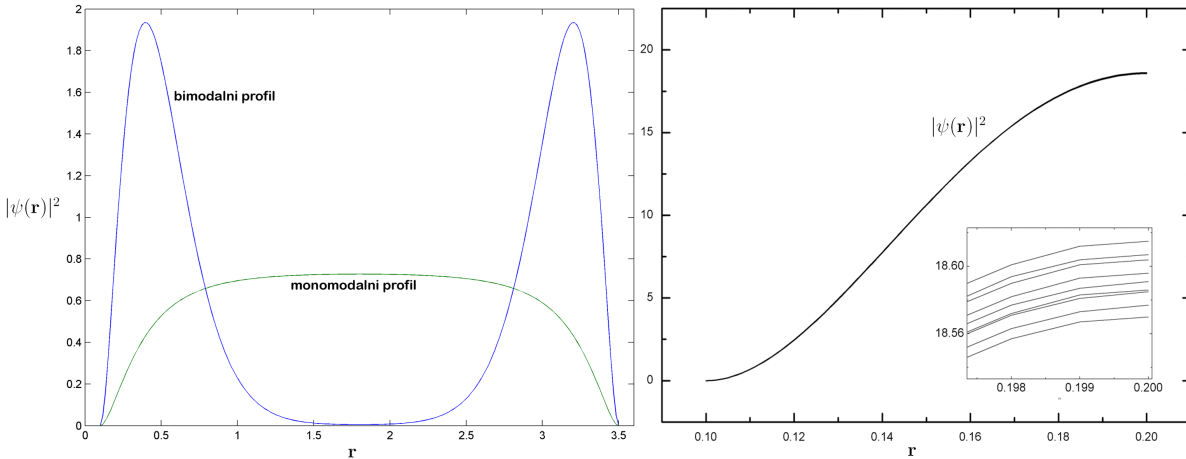 2
1.8
1.6
1.4
1.2
1
0.8
0.6
0.4
0.2
0
|ψ(r)|²
bimodalni profil
monomodalni profil
0 0.5 1 1.5 2 2.5 3 3.5
r
20
15
10
5
0
|ψ(r)|²
18.60
18.56
0.198 0.199 0.200
0.10 0.12 0.14 0.16 0.18 0.20
r